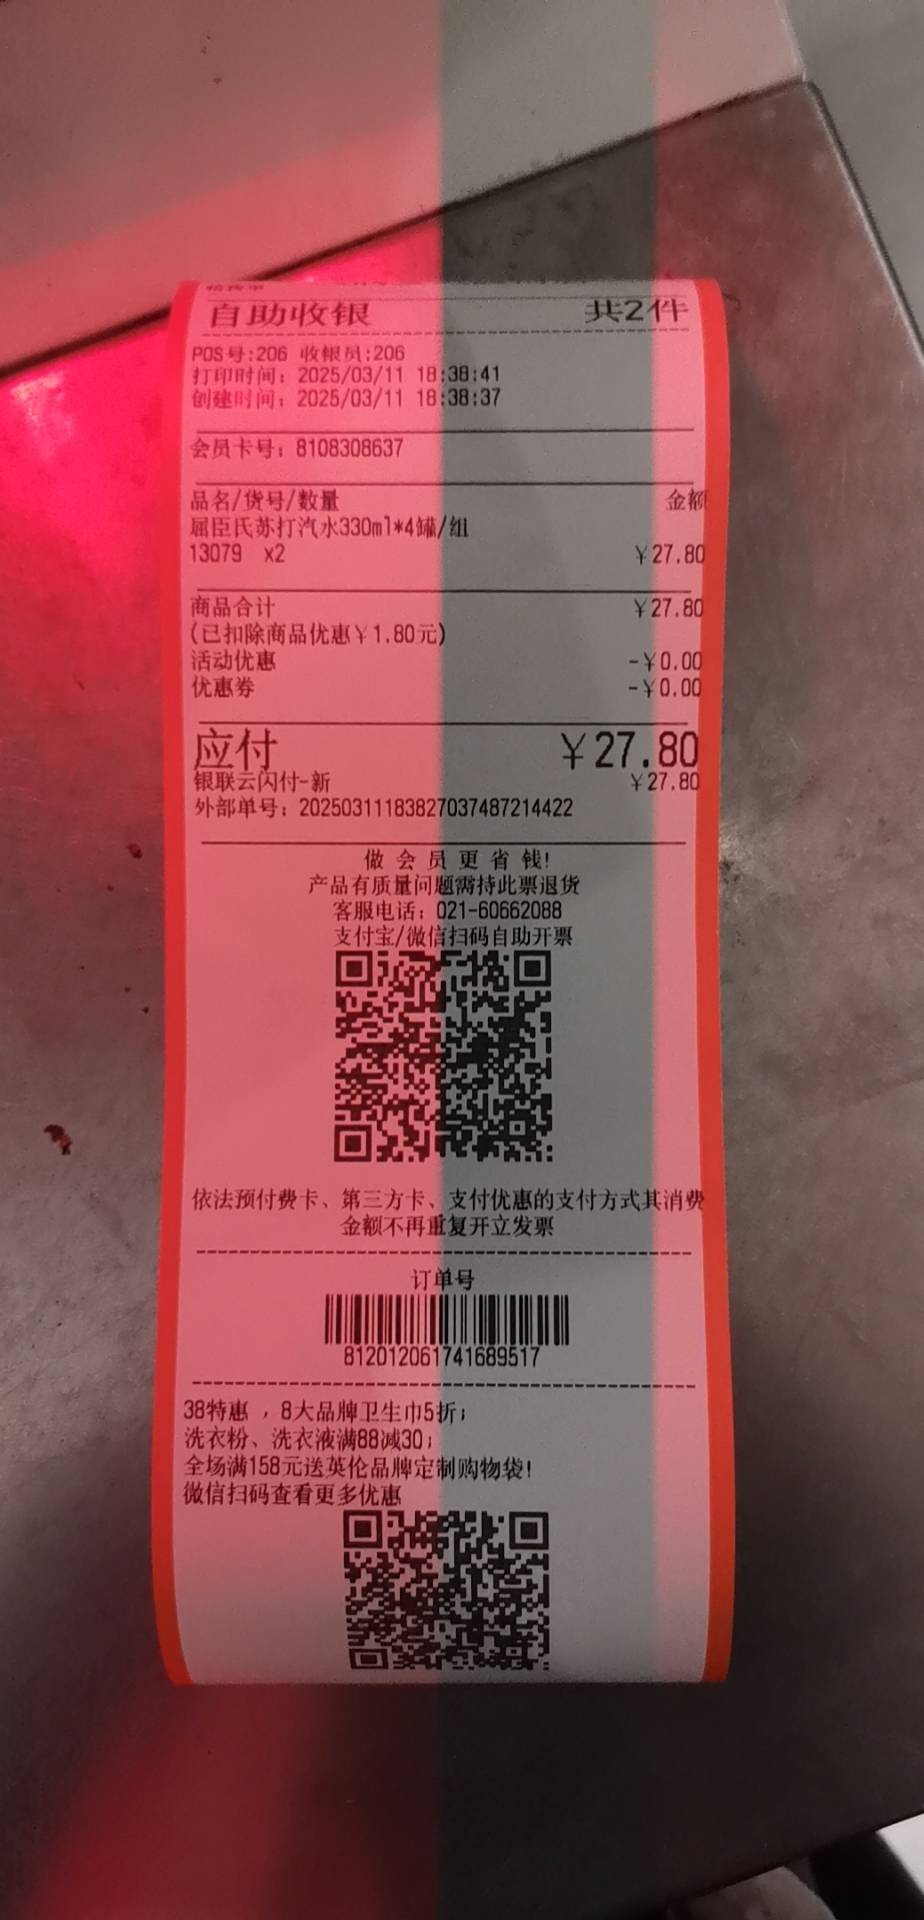 自助收银 共2件
POS号:206 收银员:206
打印时间：2025/03/11 18:38:41
创建时间：2025/03/11 18:38:37
会员卡号：8108308637
品名/货号/数量 金额
屈臣氏苏打汽水330ml*4罐/组
13079 x2 ¥27.80
商品合计 ¥27.80
(已扣除商品优惠¥1.80元)
活动优惠 -¥0.00
优惠券 -¥0.00
应付 ¥27.80
银联云闪付-新 ¥27.80
外部单号：20250311183827037487214422
做会员更省钱!
产品有质量问题需持此票退货
客服电话：021-60662088
支付宝/微信扫码自助开票
依法预付费卡、第三方卡、支付优惠的支付方式其消费
金额不再重复开立发票
订单号
812012061741689517
38特惠，8大品牌卫生巾5折；
洗衣粉、洗衣液满88减30；
全场满158元送英伦品牌定制购物袋!
微信扫码查看更多优惠